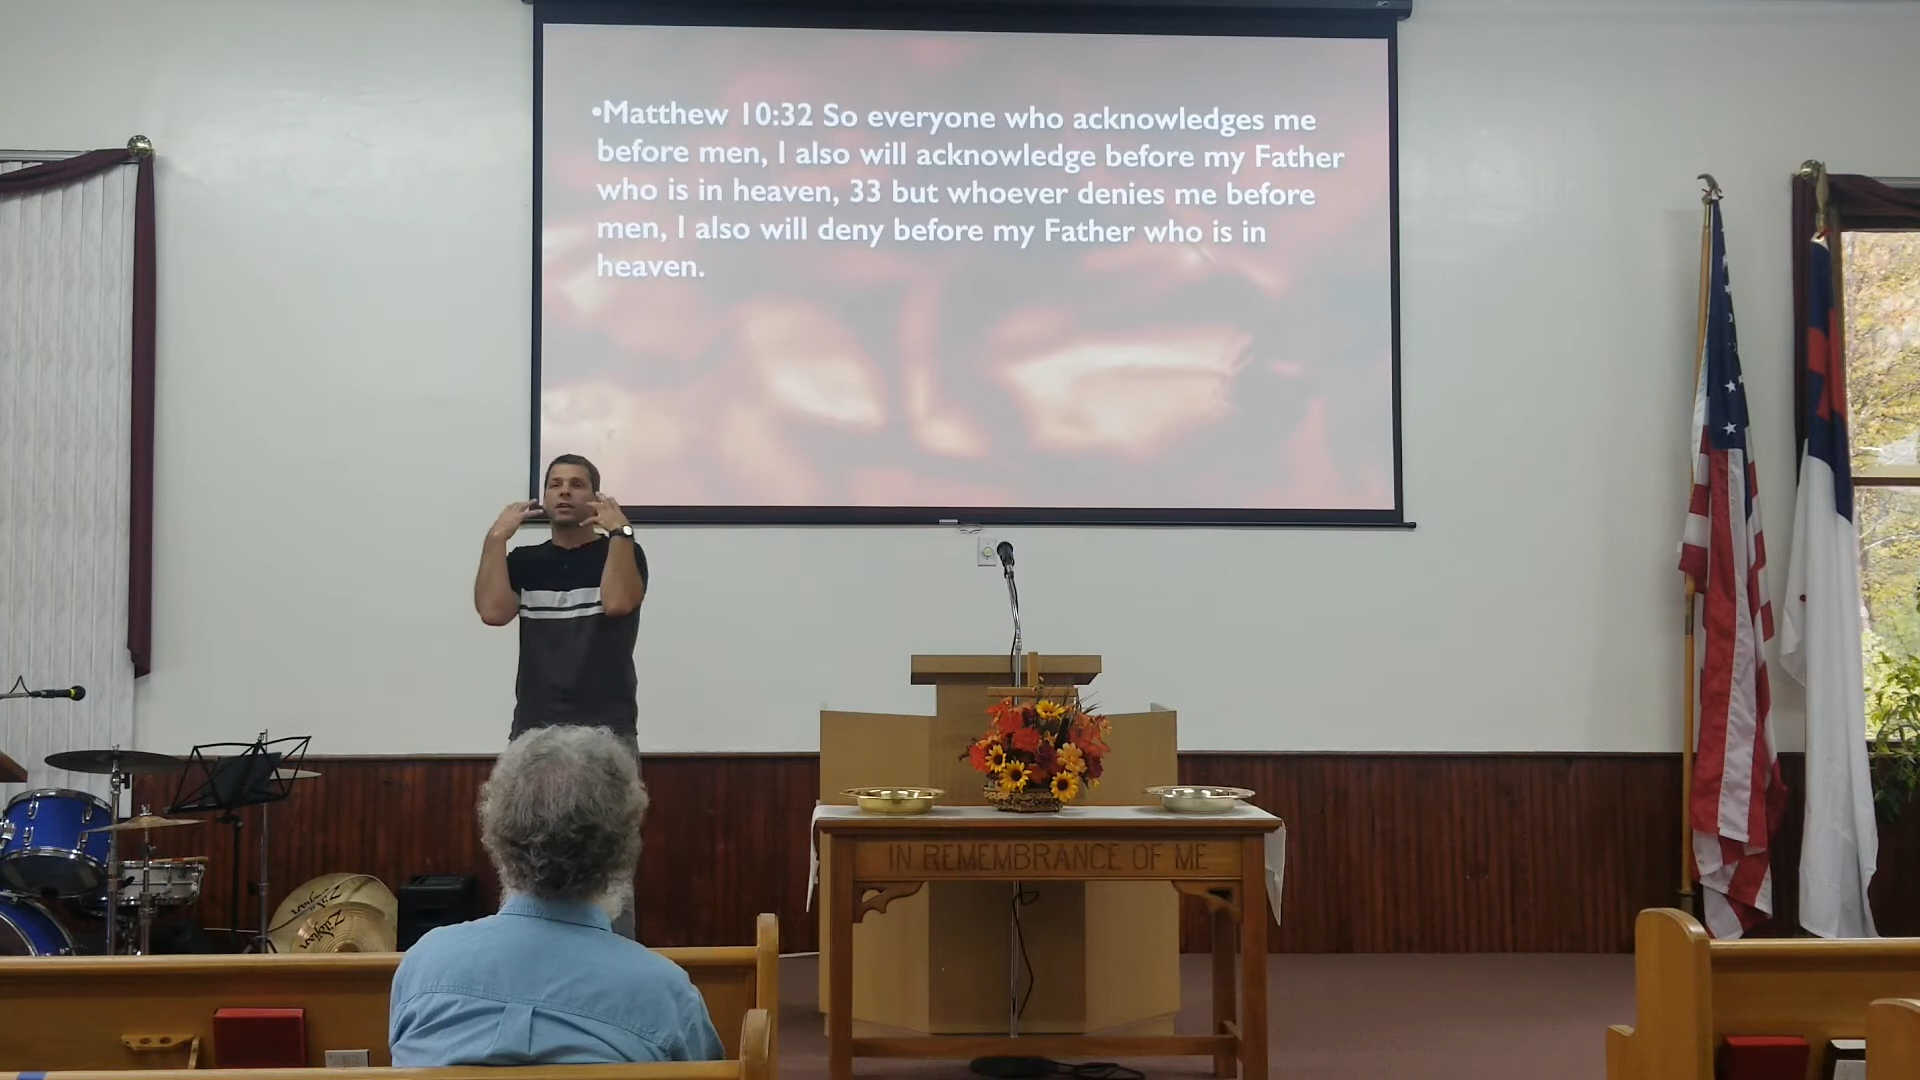 •Matthew 10:32 So everyone who acknowledges me
before men, I also will acknowledge before my Father
who is in heaven, 33 but whoever denies me before
men, I also will deny before my Father who is in
heaven.
IN REMEMBRANCE OF ME
Zildjian
Zildjian